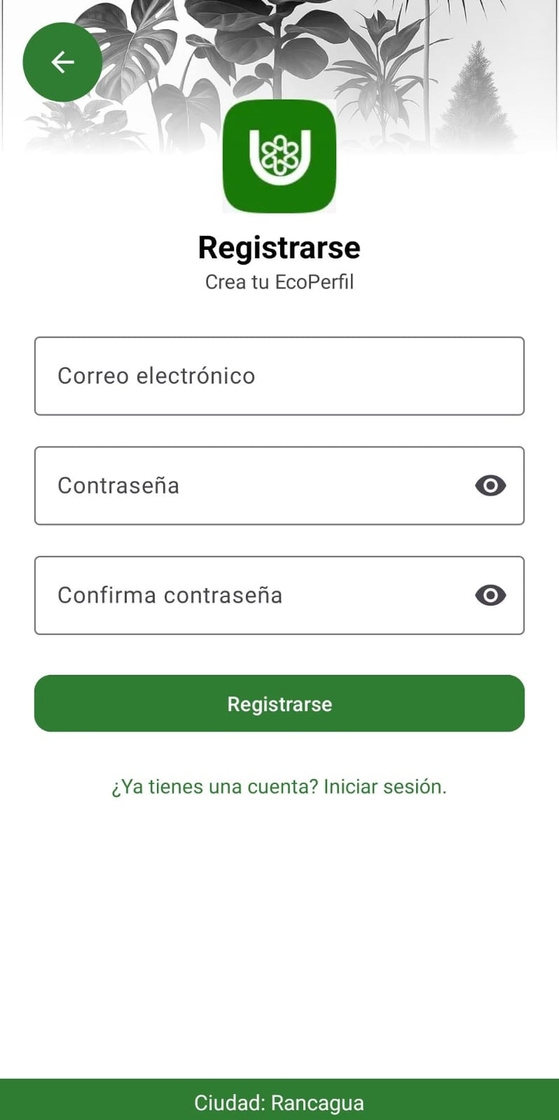 Registrarse
Crea tu EcoPerfil
Correo electrónico
Contraseña
Confirma contraseña
Registrarse
¿Ya tienes una cuenta? Iniciar sesión.
Ciudad: Rancagua